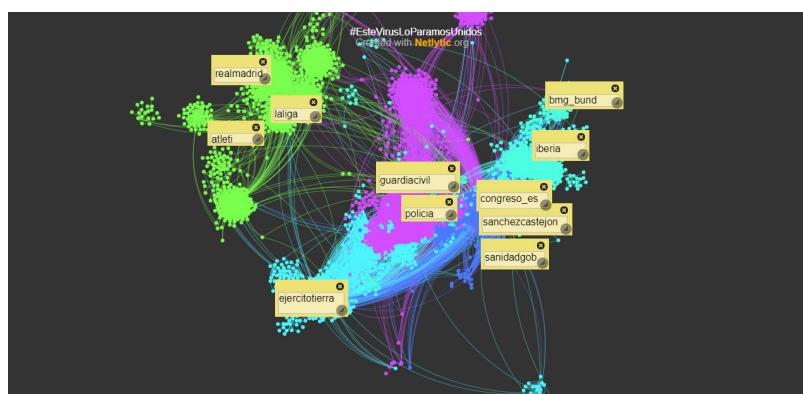 #EsteVirusLoParamosUnidos
Created with Netlytic.org
realmadrid
laliga
atleti
bmg_bund
iberia
guardiacivil
congreso_es
policia
sanchezcastejon
sanidadgob
ejercitotierra